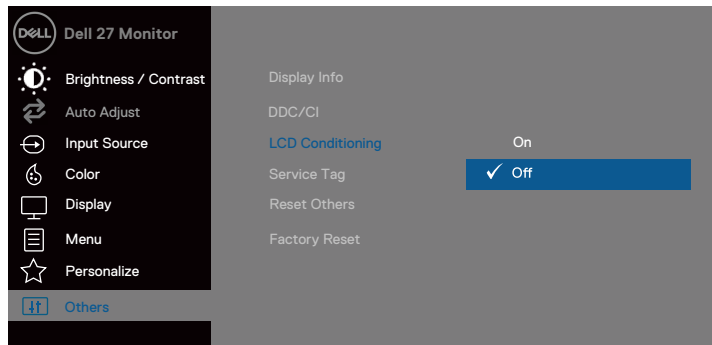 DELL Dell 27 Monitor
Brightness / Contrast
Auto Adjust
Input Source
Color
Display
Menu
Personalize
Others
Display Info
DDC/CI
LCD Conditioning
Service Tag
Reset Others
Factory Reset
On
Off